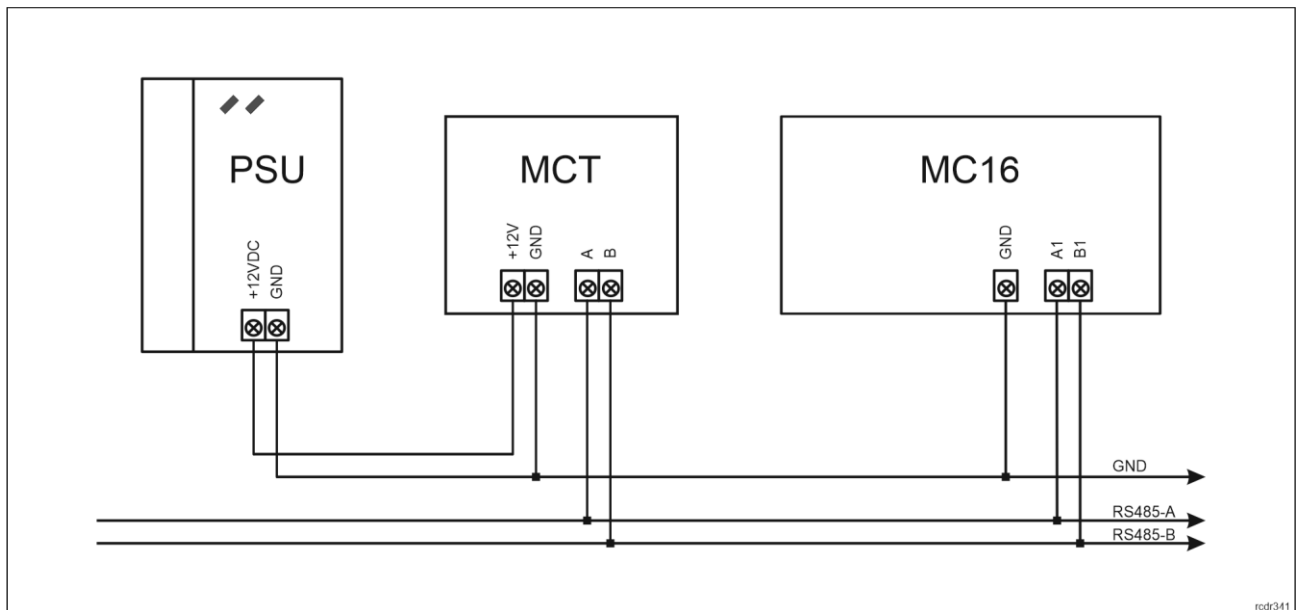 PSU
+12VDC
GND
MCT
+12V
GND
A
B
MC16
GND
A1
B1
GND
RS485-A
RS485-B
rcdr341